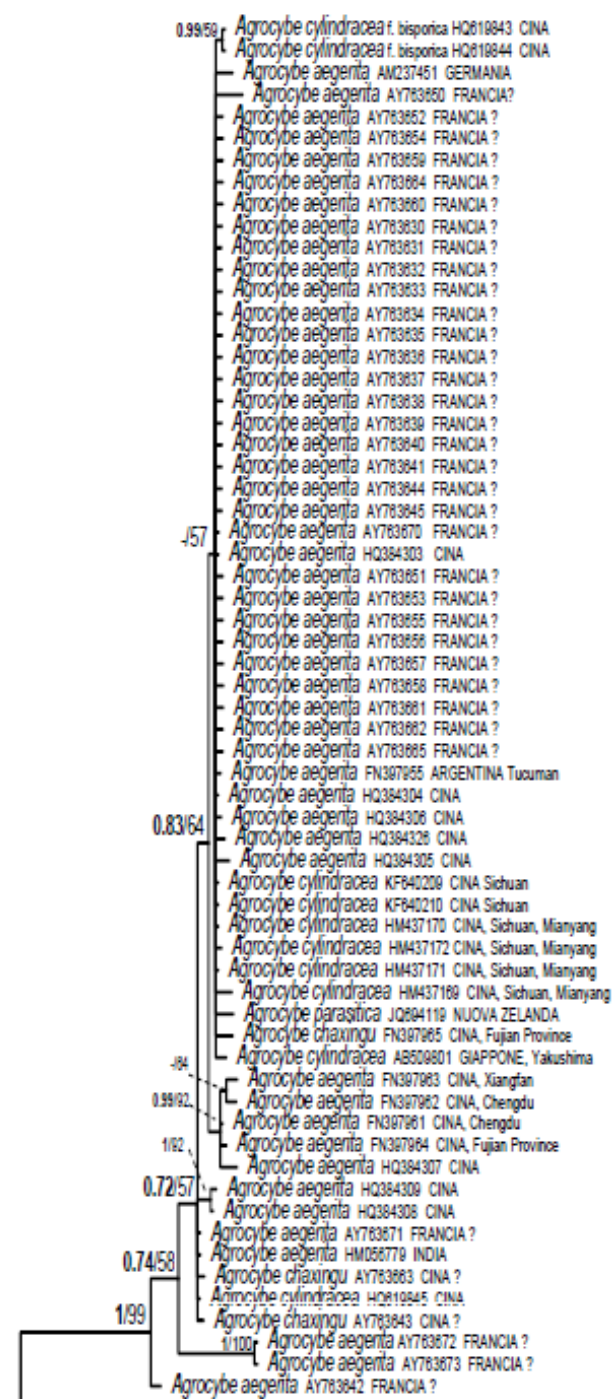 0.99/59
Agrocybe cylindracea f. bisporica HQ619843 CINA
Agrocybe cylindracea f. bisporica HQ619844 CINA
Agrocybe aegerita AM237451 GERMANIA
Agrocybe aegerita AY763650 FRANCIA?
Agrocybe aegerita AY763652 FRANCIA ?
Agrocybe aegerita AY763654 FRANCIA ?
Agrocybe aegerita AY763659 FRANCIA ?
Agrocybe aegerita AY763664 FRANCIA ?
Agrocybe aegerita AY763660 FRANCIA ?
Agrocybe aegerita AY763630 FRANCIA ?
Agrocybe aegerita AY763631 FRANCIA ?
Agrocybe aegerita AY763632 FRANCIA ?
Agrocybe aegerita AY763633 FRANCIA ?
Agrocybe aegerita AY763634 FRANCIA ?
Agrocybe aegerita AY763635 FRANCIA ?
Agrocybe aegerita AY763636 FRANCIA ?
Agrocybe aegerita AY763637 FRANCIA ?
Agrocybe aegerita AY763638 FRANCIA ?
Agrocybe aegerita AY763639 FRANCIA ?
Agrocybe aegerita AY763640 FRANCIA ?
Agrocybe aegerita AY763641 FRANCIA ?
Agrocybe aegerita AY763644 FRANCIA ?
Agrocybe aegerita AY763645 FRANCIA ?
-/57
Agrocybe aegerita AY763670 FRANCIA ?
Agrocybe aegerita HQ384303 CINA
Agrocybe aegerita AY763651 FRANCIA ?
Agrocybe aegerita AY763653 FRANCIA ?
Agrocybe aegerita AY763655 FRANCIA ?
Agrocybe aegerita AY763656 FRANCIA ?
Agrocybe aegerita AY763657 FRANCIA ?
Agrocybe aegerita AY763658 FRANCIA ?
Agrocybe aegerita AY763661 FRANCIA ?
Agrocybe aegerita AY763662 FRANCIA ?
Agrocybe aegerita AY763665 FRANCIA ?
Agrocybe aegerita FN397955 ARGENTINA Tucuman
Agrocybe aegerita HQ384304 CINA
Agrocybe aegerita HQ384306 CINA
0.83/64
Agrocybe aegerita HQ384326 CINA
Agrocybe aegerita HQ384305 CINA
Agrocybe cylindracea KF640209 CINA Sichuan
Agrocybe cylindracea KF640210 CINA Sichuan
Agrocybe cylindracea HM437170 CINA, Sichuan, Mianyang
Agrocybe cylindracea HM437172 CINA, Sichuan, Mianyang
Agrocybe cylindracea HM437171 CINA, Sichuan, Mianyang
Agrocybe cylindracea HM437169 CINA, Sichuan, Mianyang
Agrocybe parasitica JQ694119 NUOVA ZELANDA
Agrocybe chaxingu FN397965 CINA, Fujian Province
Agrocybe cylindracea AB509801 GIAPPONE, Yakushima
-/84
Agrocybe aegerita FN397963 CINA, Xiangfan
0.99/92
Agrocybe aegerita FN397962 CINA, Chengdu
Agrocybe aegerita FN397961 CINA, Chengdu
1/92
Agrocybe aegerita FN397964 CINA, Fujian Province
Agrocybe aegerita HQ384307 CINA
0.72/57
Agrocybe aegerita HQ384309 CINA
Agrocybe aegerita HQ384308 CINA
Agrocybe aegerita AY763671 FRANCIA ?
0.74/58
Agrocybe aegerita HM056779 INDIA
Agrocybe chaxingu AY763663 CINA ?
Agrocybe cylindracea HQ619845 CINA
1/99
Agrocybe chaxingu AY763643 CINA ?
1/100
Agrocybe aegerita AY763672 FRANCIA ?
Agrocybe aegerita AY763673 FRANCIA ?
Agrocybe aegerita AY763642 FRANCIA ?